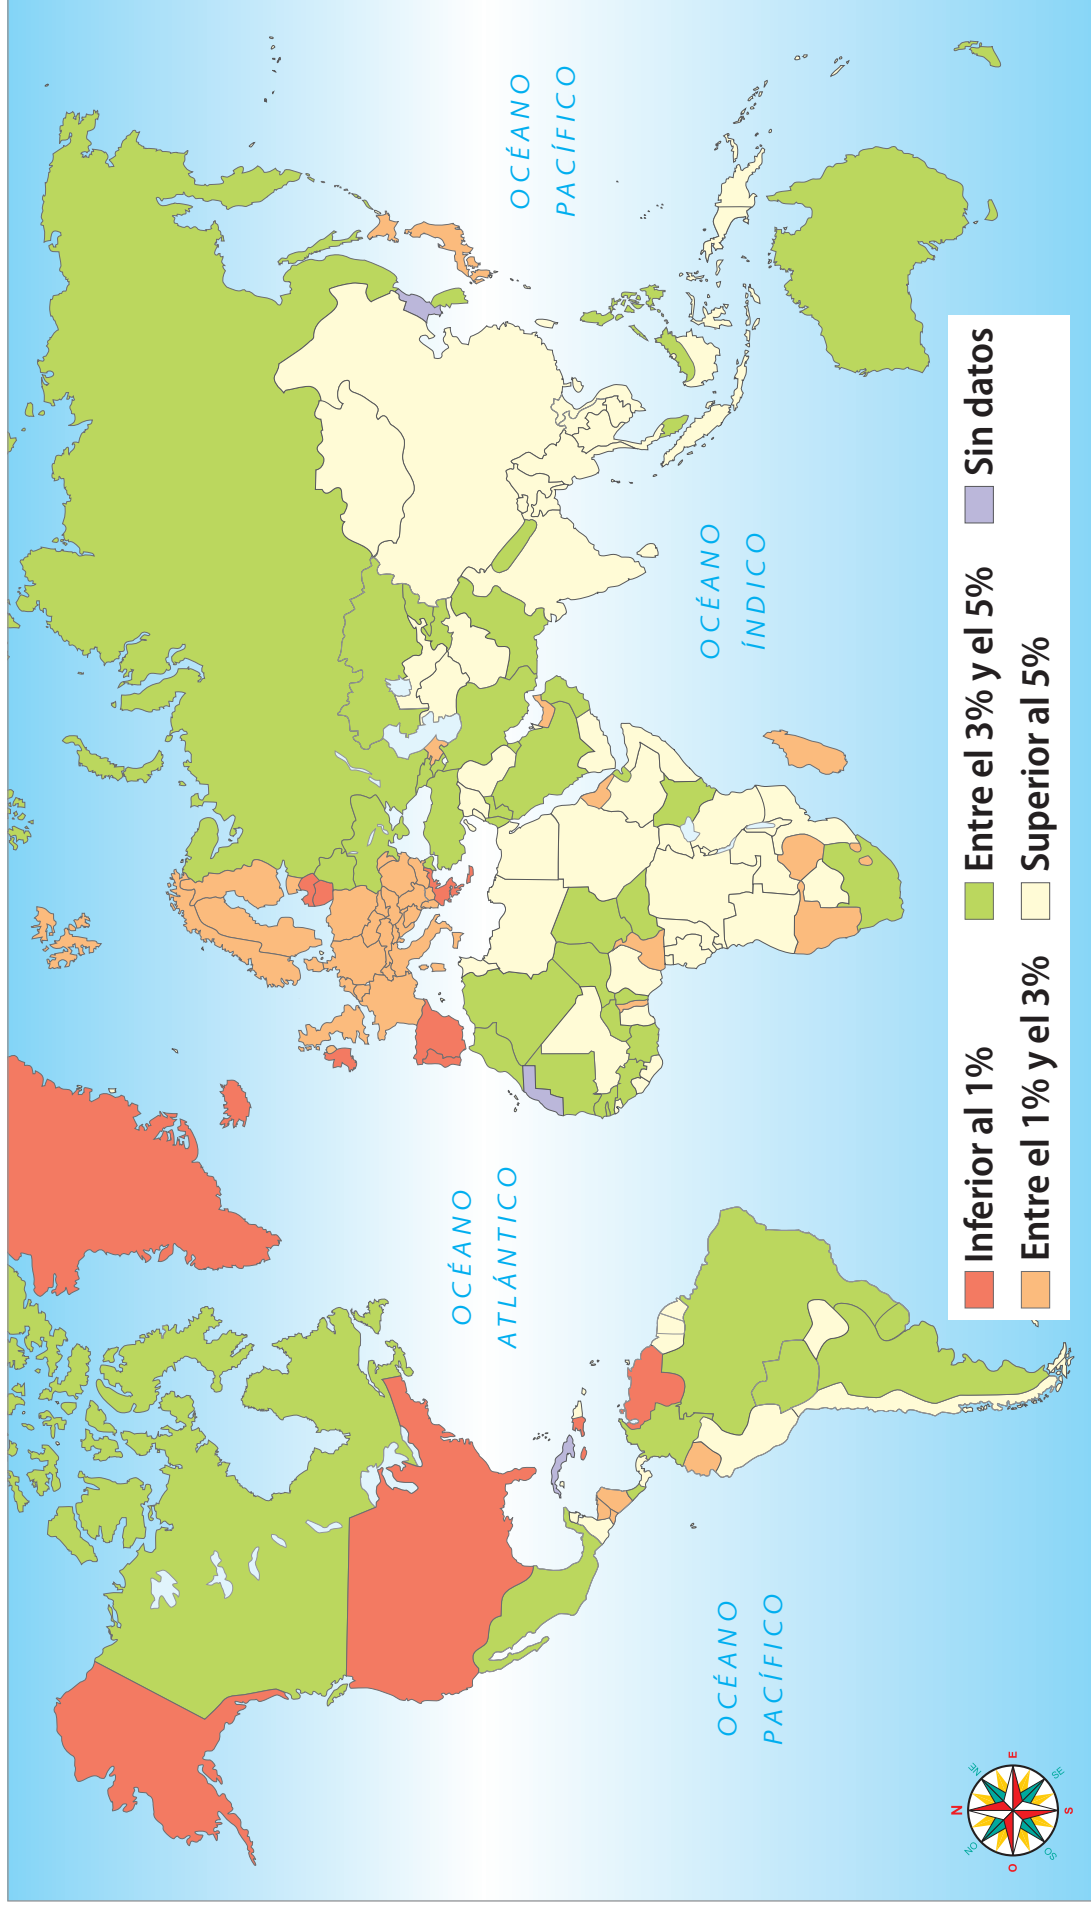 OCÉANO
PACÍFICO
OCÉANO
ATLÁNTICO
OCÉANO
PACÍFICO
OCÉANO
ÍNDICO
N
NE
E
SE
S
SO
O
NO
Inferior al 1%
Entre el 3% y el 5%
Sin datos
Entre el 1% y el 3%
Superior al 5%